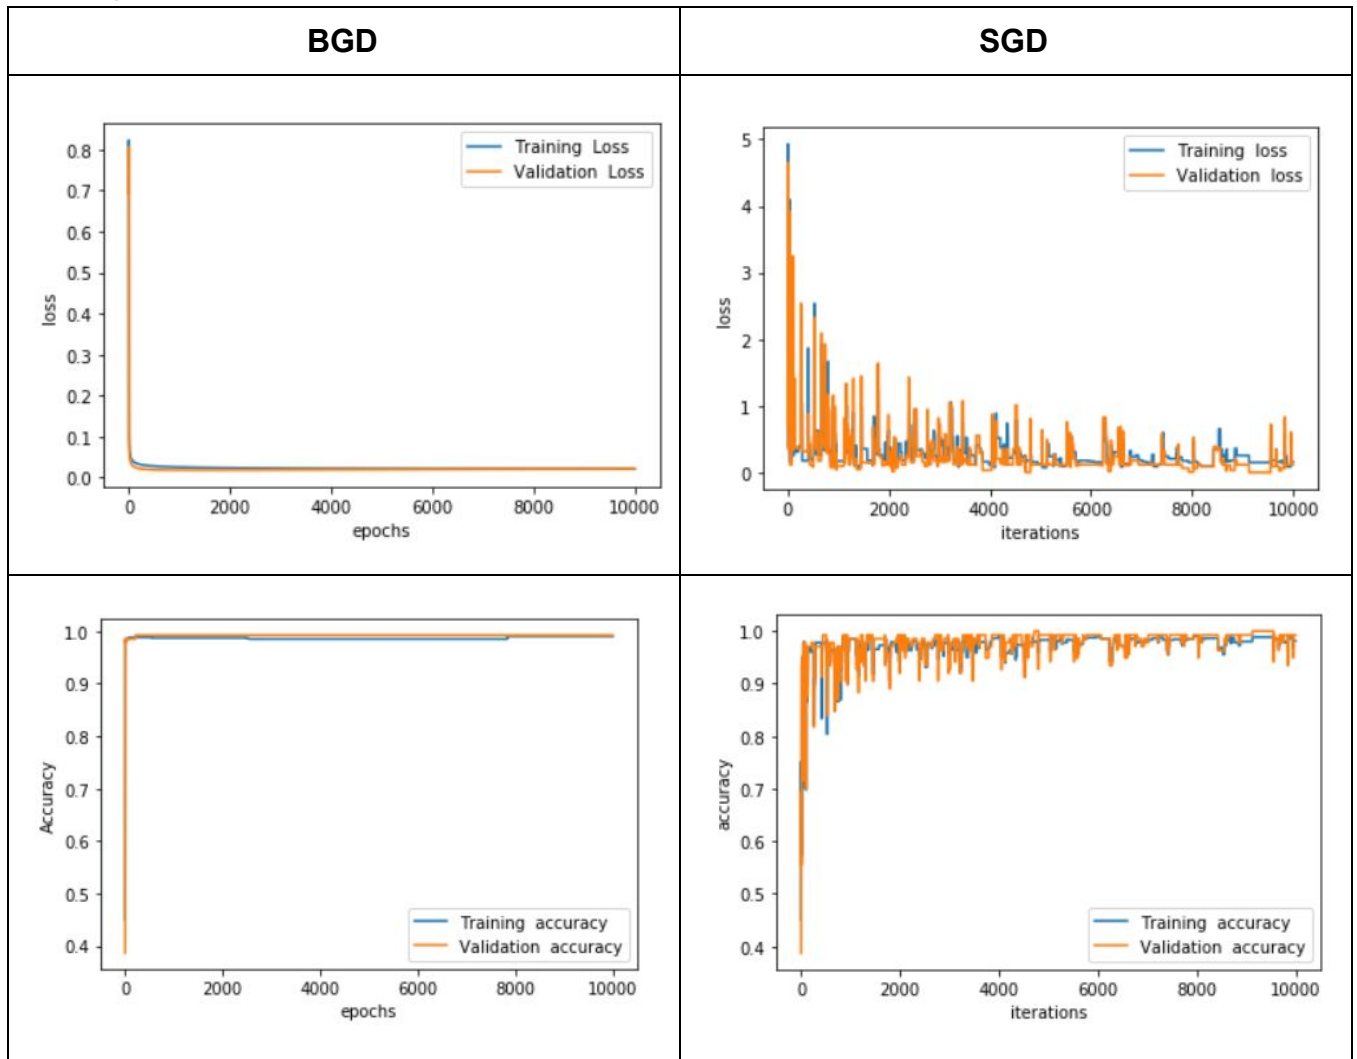 BGD
SGD
Training Loss
Validation Loss
0.8
0.7
0.6
0.5
0.4
0.3
0.2
0.1
0.0
loss
0 2000 4000 6000 8000 10000
epochs
Training loss
Validation loss
5
4
3
2
1
0
loss
0 2000 4000 6000 8000 10000
iterations
1.0
0.9
0.8
0.7
0.6
0.5
0.4
Accuracy
Training accuracy
Validation accuracy
0 2000 4000 6000 8000 10000
epochs
1.0
0.9
0.8
0.7
0.6
0.5
0.4
accuracy
Training accuracy
Validation accuracy
0 2000 4000 6000 8000 10000
iterations